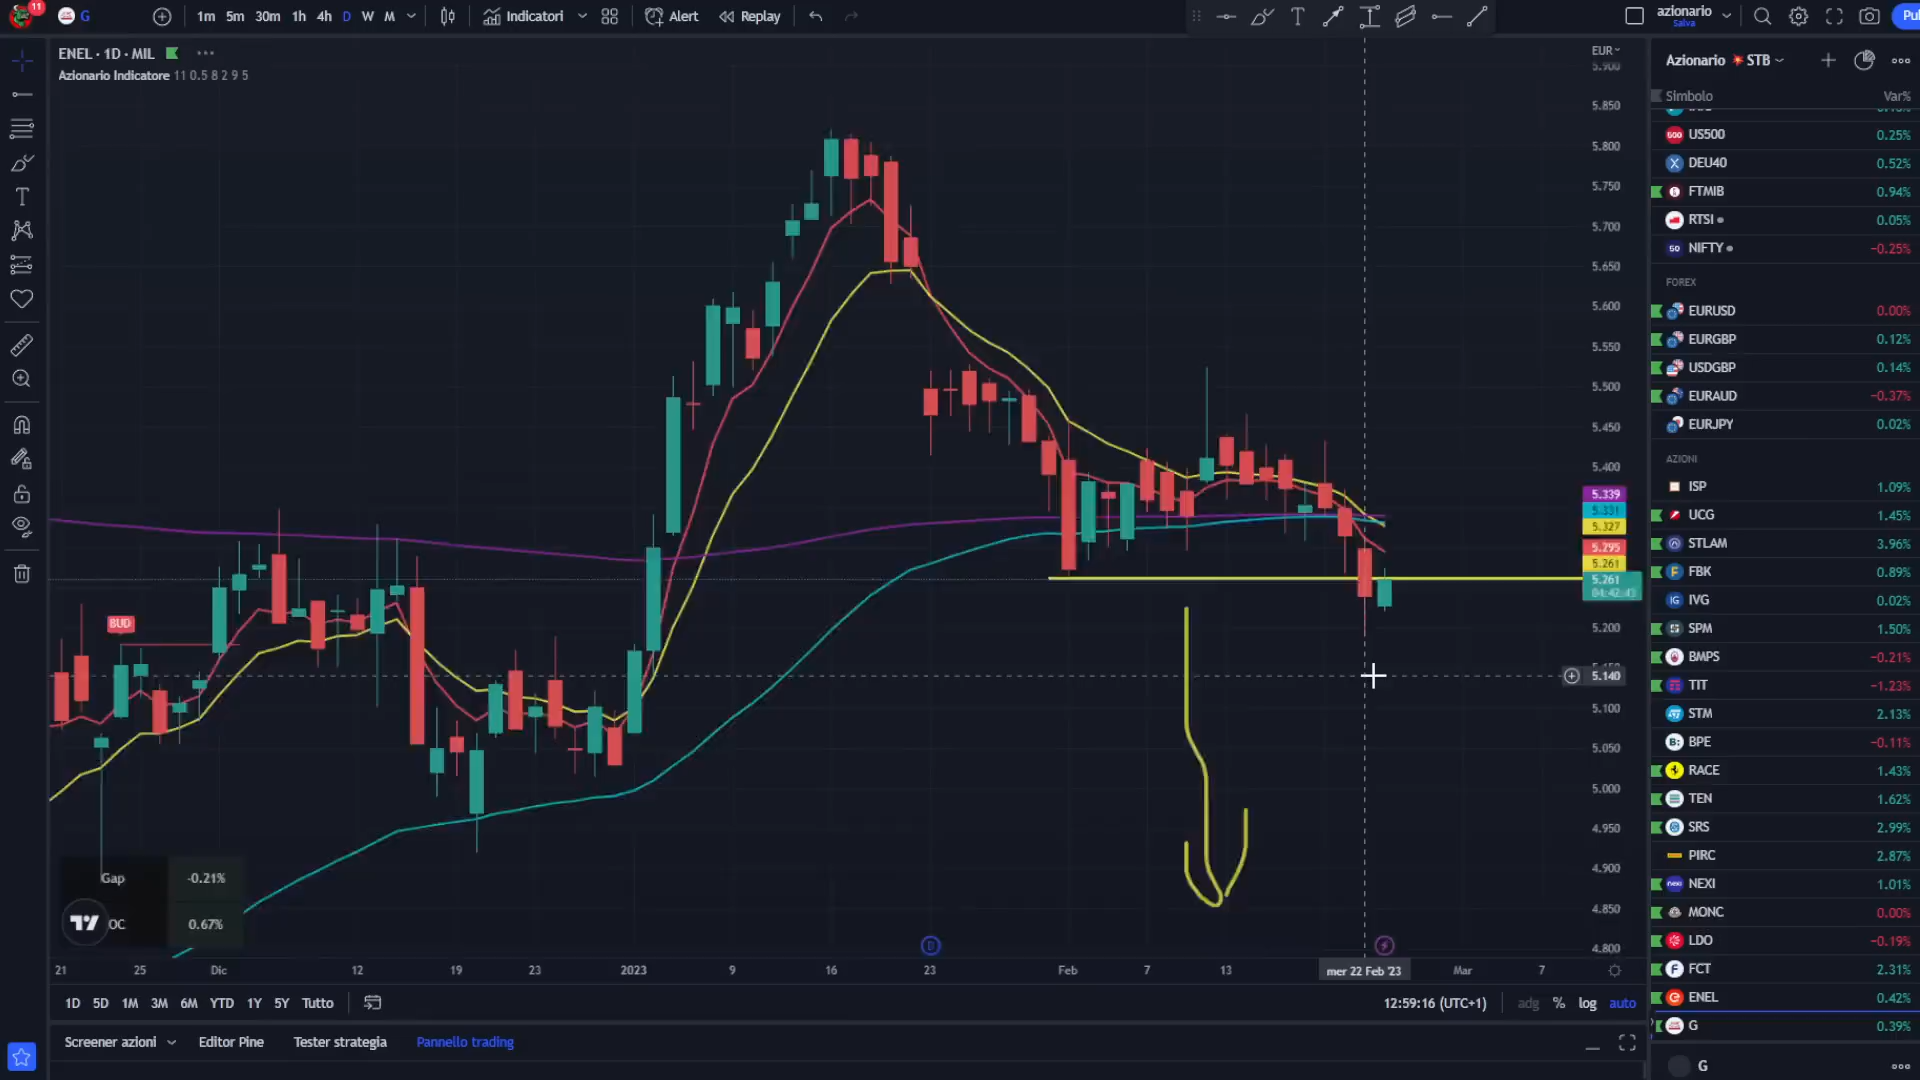 11
G
1m 5m 30m 1h 4h D W M
Indicatori
Alert
Replay
azionario
Salva
Pu
ENEL · 1D · MIL
Azionario Indicatore 11 0.5 8 2 9 5
EUR
5.900
5.850
5.800
5.750
5.700
5.650
5.600
5.550
5.500
5.450
5.400
5.339
5.331
5.327
5.295
5.261
5.261
04:42:43
5.200
5.140
5.100
5.050
5.000
4.950
4.900
4.850
4.800
BUD
Gap -0.21%
OC 0.67%
D
21 25 Dic 12 19 23 2023 9 16 23 Feb 7 13 mer 22 Feb '23 Mar 7
1D 5D 1M 3M 6M YTD 1Y 5Y Tutto
12:59:16 (UTC+1)
adg % log auto
Screener azioni
Editor Pine
Tester strategia
Pannello trading
Azionario STB
Simbolo Var%
US500 0.25%
DEU40 0.52%
FTMIB 0.94%
RTSI 0.05%
NIFTY −0.25%
FOREX
EURUSD 0.00%
EURGBP 0.12%
USDGBP 0.14%
EURAUD −0.37%
EURJPY 0.02%
AZIONI
ISP 1.09%
UCG 1.45%
STLAM 3.96%
FBK 0.89%
IVG 0.02%
SPM 1.50%
BMPS −0.21%
TIT −1.23%
STM 2.13%
BPE −0.11%
RACE 1.43%
TEN 1.62%
SRS 2.99%
PIRC 2.87%
NEXI 1.01%
MONC 0.00%
LDO −0.19%
FCT 2.31%
ENEL 0.42%
G 0.39%
G